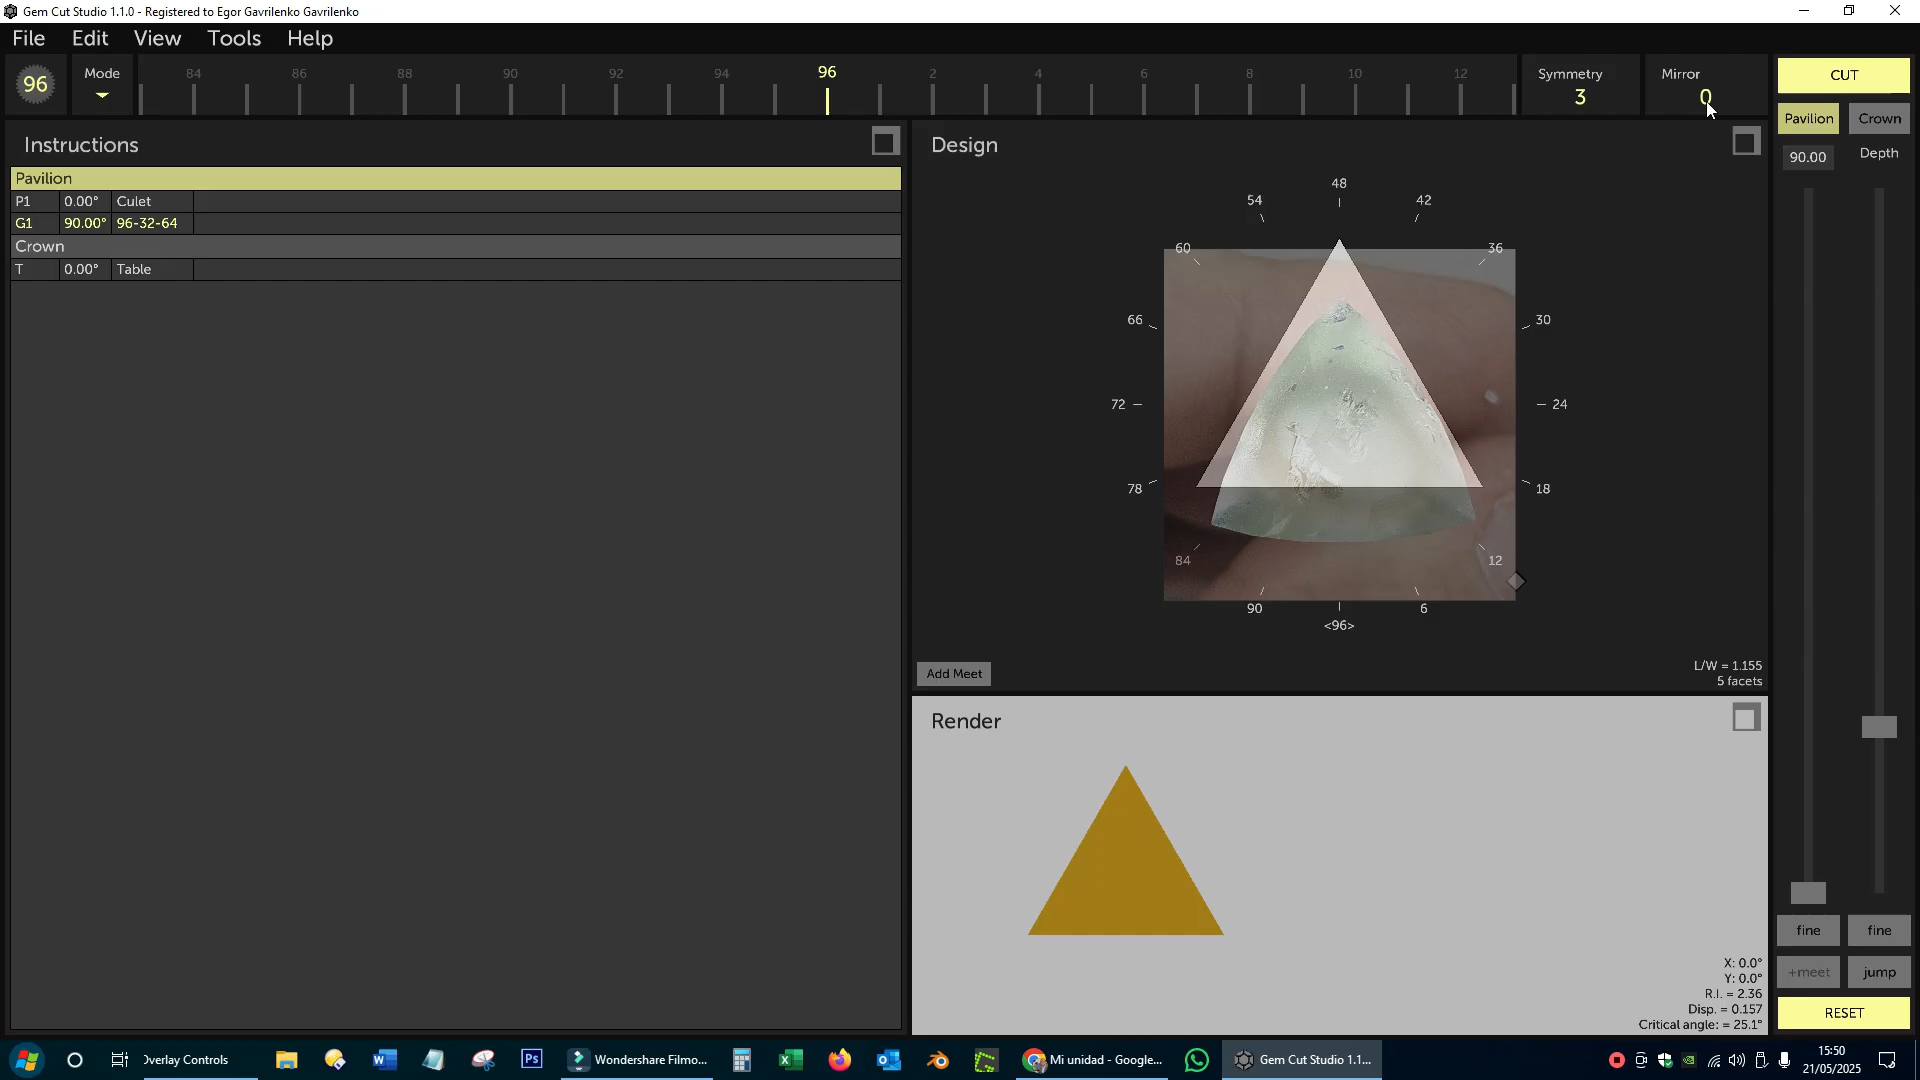 Gem Cut Studio 1.1.0 - Registered to Egor Gavrilenko Gavrilenko
File Edit View Tools Help
96 Mode 84 86 88 90 92 94 96 2 4 6 8 10 12 Symmetry 3 Mirror 0 CUT
Pavilion Crown
90.00 Depth
Instructions
Pavilion
P1 0.00° Culet
G1 90.00° 96-32-64
Crown
T 0.00° Table
Design
48
54 42
60 36
66 30
72 24
78 18
84 12
90 6
<96>
Add Meet
L/W = 1.155
5 facets
Render
X: 0.0°
Y: 0.0°
R.I. = 2.36
Disp. = 0.157
Critical angle: = 25.1°
fine fine
+meet jump
RESET
Overlay Controls Wondershare Filmo... Mi unidad - Google... Gem Cut Studio 1.1...
15:50
21/05/2025